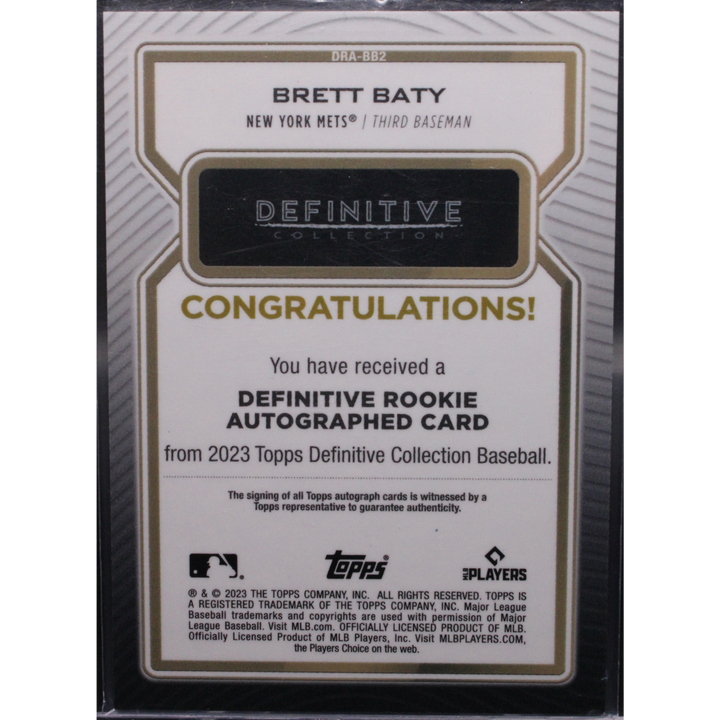 DRA-BB2
BRETT BATY
NEW YORK METS® | THIRD BASEMAN
DEFINITIVE
COLLECTION
CONGRATULATIONS!
You have received a
DEFINITIVE ROOKIE
AUTOGRAPHED CARD
from 2023 Topps Definitive Collection Baseball.
The signing of all Topps autograph cards is witnessed by a
Topps representative to guarantee authenticity.
Topps®
MLB PLAYERS
® & © 2023 THE TOPPS COMPANY, INC. ALL RIGHTS RESERVED. TOPPS IS
A REGISTERED TRADEMARK OF THE TOPPS COMPANY, INC. Major League
Baseball trademarks and copyrights are used with permission of Major
League Baseball. Visit MLB.com. OFFICIALLY LICENSED PRODUCT OF MLB.
Officially Licensed Product of MLB Players, Inc. Visit MLBPLAYERS.COM,
the Players Choice on the web.